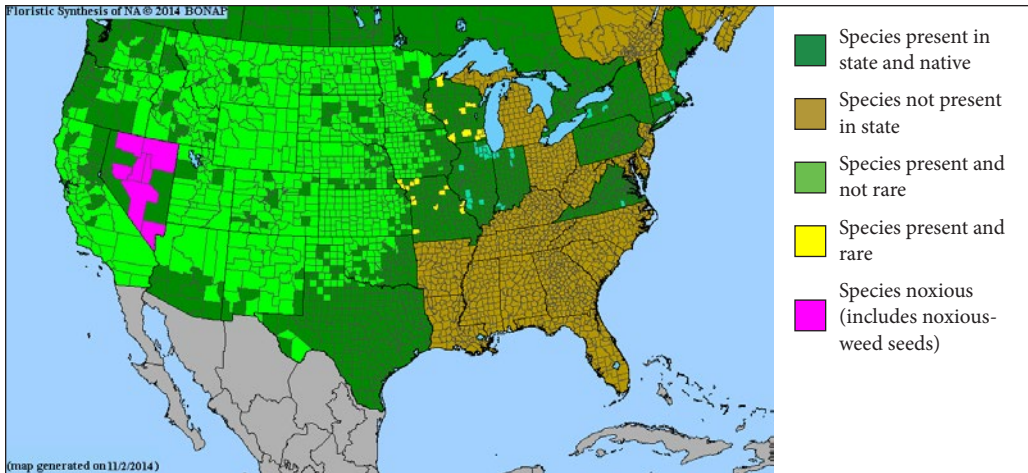 Floristic Synthesis of NA © 2014 BONAP
(map generated on 11/2/2014)
Species present in
state and native
Species not present
in state
Species present and
not rare
Species present and
rare
Species noxious
(includes noxious-
weed seeds)